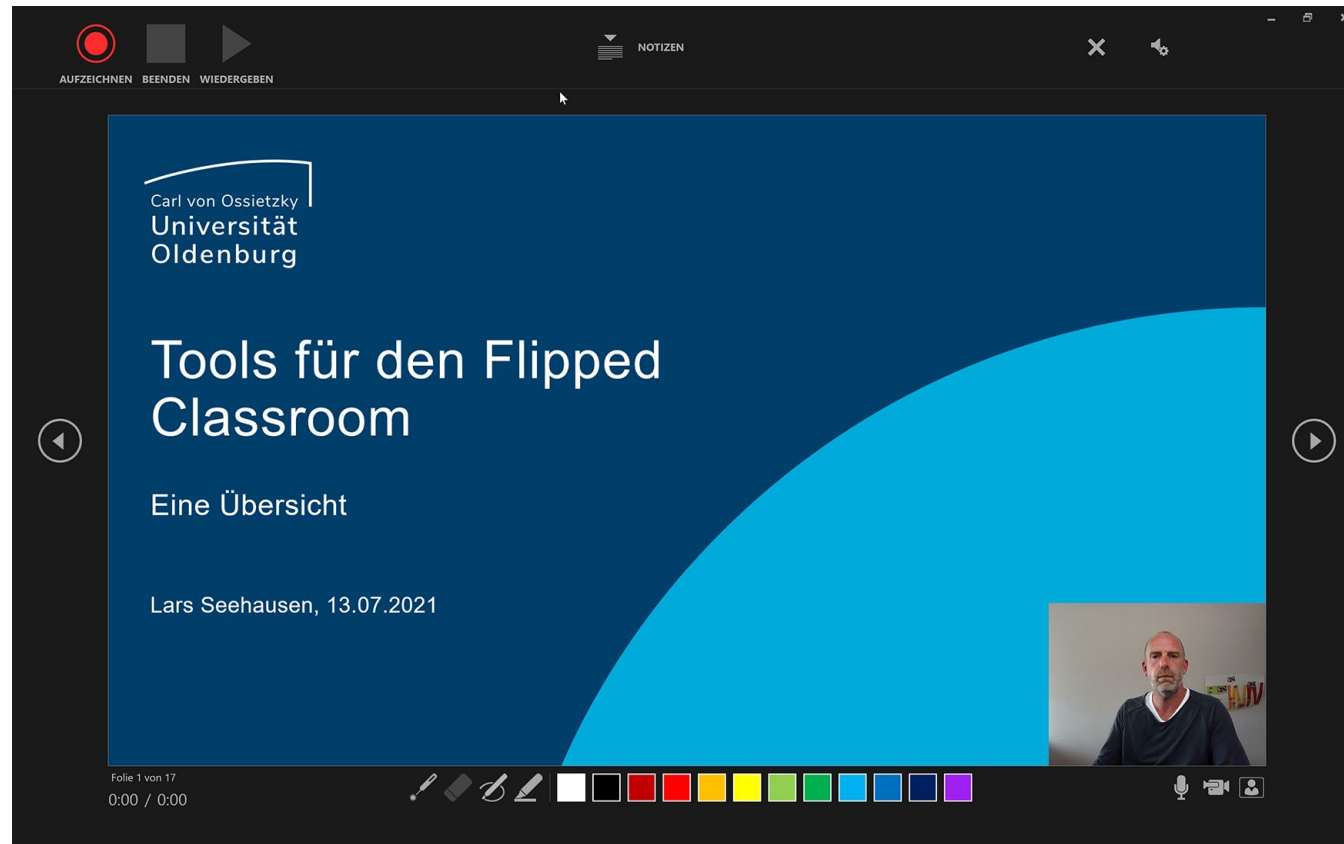 AUFZEICHNEN BEENDEN WIEDERGEBEN
NOTIZEN
Carl von Ossietzky
Universität
Oldenburg
Tools für den Flipped
Classroom
Eine Übersicht
Lars Seehausen, 13.07.2021
Folie 1 von 17
0:00 / 0:00